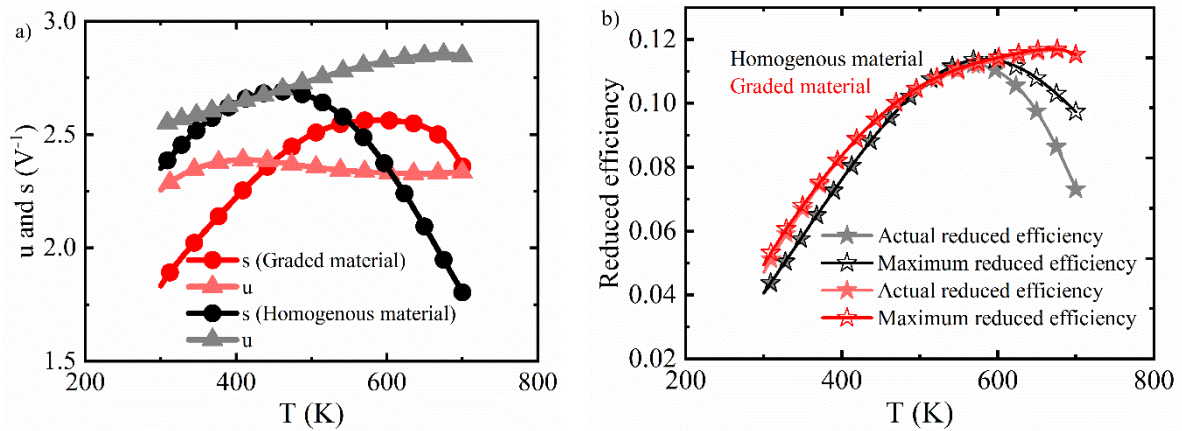 a)
3.0
2.5
2.0
1.5
u and s (V⁻¹)
s (Graded material)
u
s (Homogenous material)
u
200 400 600 800
T (K)
b)
0.12
0.10
0.08
0.06
0.04
0.02
Reduced efficiency
Homogenous material
Graded material
Actual reduced efficiency
Maximum reduced efficiency
Actual reduced efficiency
Maximum reduced efficiency
200 400 600 800
T (K)